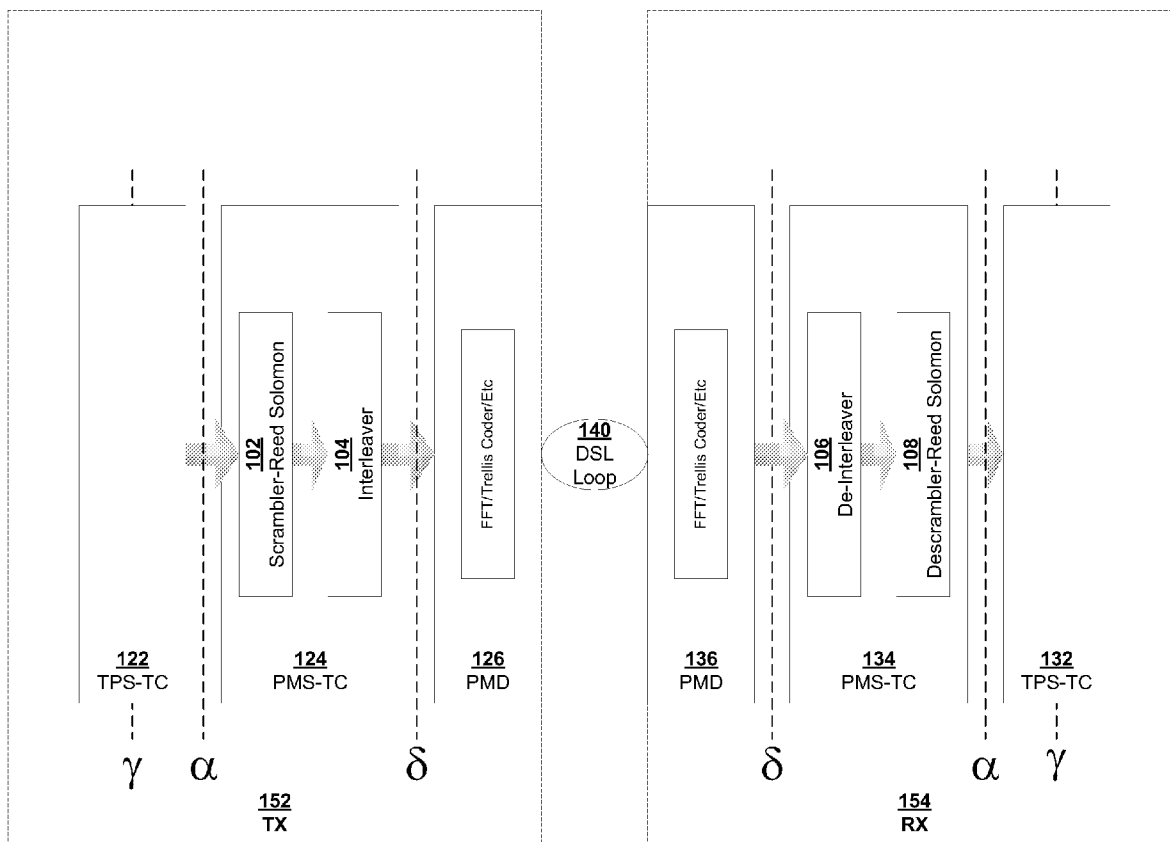 102
Scrambler-Reed Solomon
104
Interleaver
FFT/Trellis Coder/Etc
140
DSL
Loop
FFT/Trellis Coder/Etc
106
De-Interleaver
108
Descrambler-Reed Solomon
122
TPS-TC
124
PMS-TC
126
PMD
136
PMD
134
PMS-TC
132
TPS-TC
γ
α
δ
δ
α
γ
152
TX
154
RX